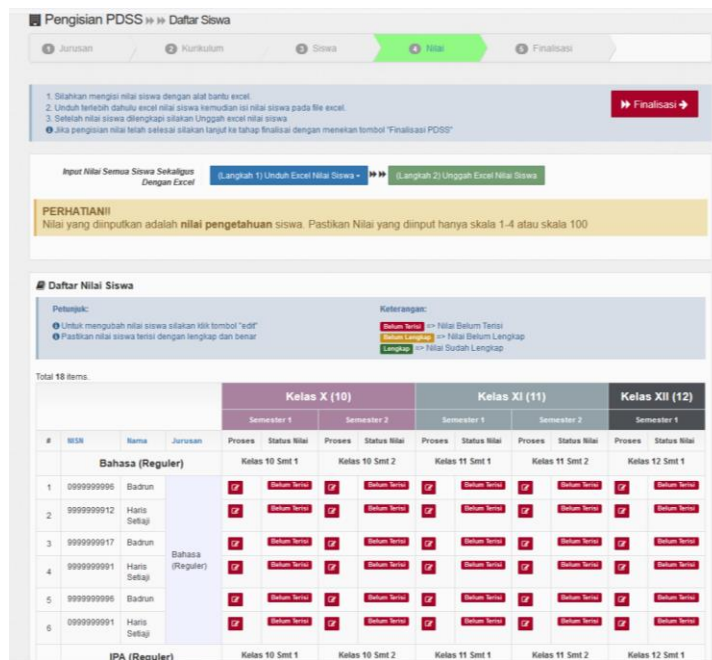 Pengisian PDSS Daftar Siswa
1 Jurusan 2 Kurikulum 3 Siswa 4 Nilai 5 Finalisasi
1. Silahkan mengisi nilai siswa dengan alat bantu excel.
2. Unduh terlebih dahulu excel nilai siswa kemudian isi nilai siswa pada file excel.
3. Setelah nilai siswa dilengkapi silakan Unggah excel nilai siswa
Jika pengisian nilai telah selesai silakan lanjut ke tahap finalisai dengan menekan tombol "Finalisasi PDSS"
Finalisasi
Input Nilai Semua Siswa Sekaligus
Dengan Excel
(Langkah 1) Unduh Excel Nilai Siswa (Langkah 2) Unggah Excel Nilai Siswa
PERHATIAN!!
Nilai yang diinputkan adalah nilai pengetahuan siswa. Pastikan Nilai yang diinput hanya skala 1-4 atau skala 100
Daftar Nilai Siswa
Petunjuk:
Untuk mengubah nilai siswa silakan klik tombol "edit"
Pastikan nilai siswa terisi dengan lengkap dan benar
Keterangan:
Belum Terisi => Nilai Belum Terisi
Belum Lengkap => Nilai Belum Lengkap
Lengkap => Nilai Sudah Lengkap
Total 18 items.
Kelas X (10) Kelas XI (11) Kelas XII (12)
Semester 1 Semester 2 Semester 1 Semester 2 Semester 1
# NISN Nama Jurusan Proses Status Nilai Proses Status Nilai Proses Status Nilai Proses Status Nilai Proses Status Nilai
Bahasa (Reguler) Kelas 10 Smt 1 Kelas 10 Smt 2 Kelas 11 Smt 1 Kelas 11 Smt 2 Kelas 12 Smt 1
1 0999999996 Badrun Belum Terisi Belum Terisi Belum Terisi Belum Terisi Belum Terisi
2 9999999912 Haris Setiaji Belum Terisi Belum Terisi Belum Terisi Belum Terisi Belum Terisi
3 9999999917 Badrun Belum Terisi Belum Terisi Belum Terisi Belum Terisi Belum Terisi
Bahasa (Reguler)
4 9999999991 Haris Setiaji Belum Terisi Belum Terisi Belum Terisi Belum Terisi Belum Terisi
5 9999999996 Badrun Belum Terisi Belum Terisi Belum Terisi Belum Terisi Belum Terisi
6 0999999991 Haris Setiaji Belum Terisi Belum Terisi Belum Terisi Belum Terisi Belum Terisi
IPA (Reguler) Kelas 10 Smt 1 Kelas 10 Smt 2 Kelas 11 Smt 1 Kelas 11 Smt 2 Kelas 12 Smt 1